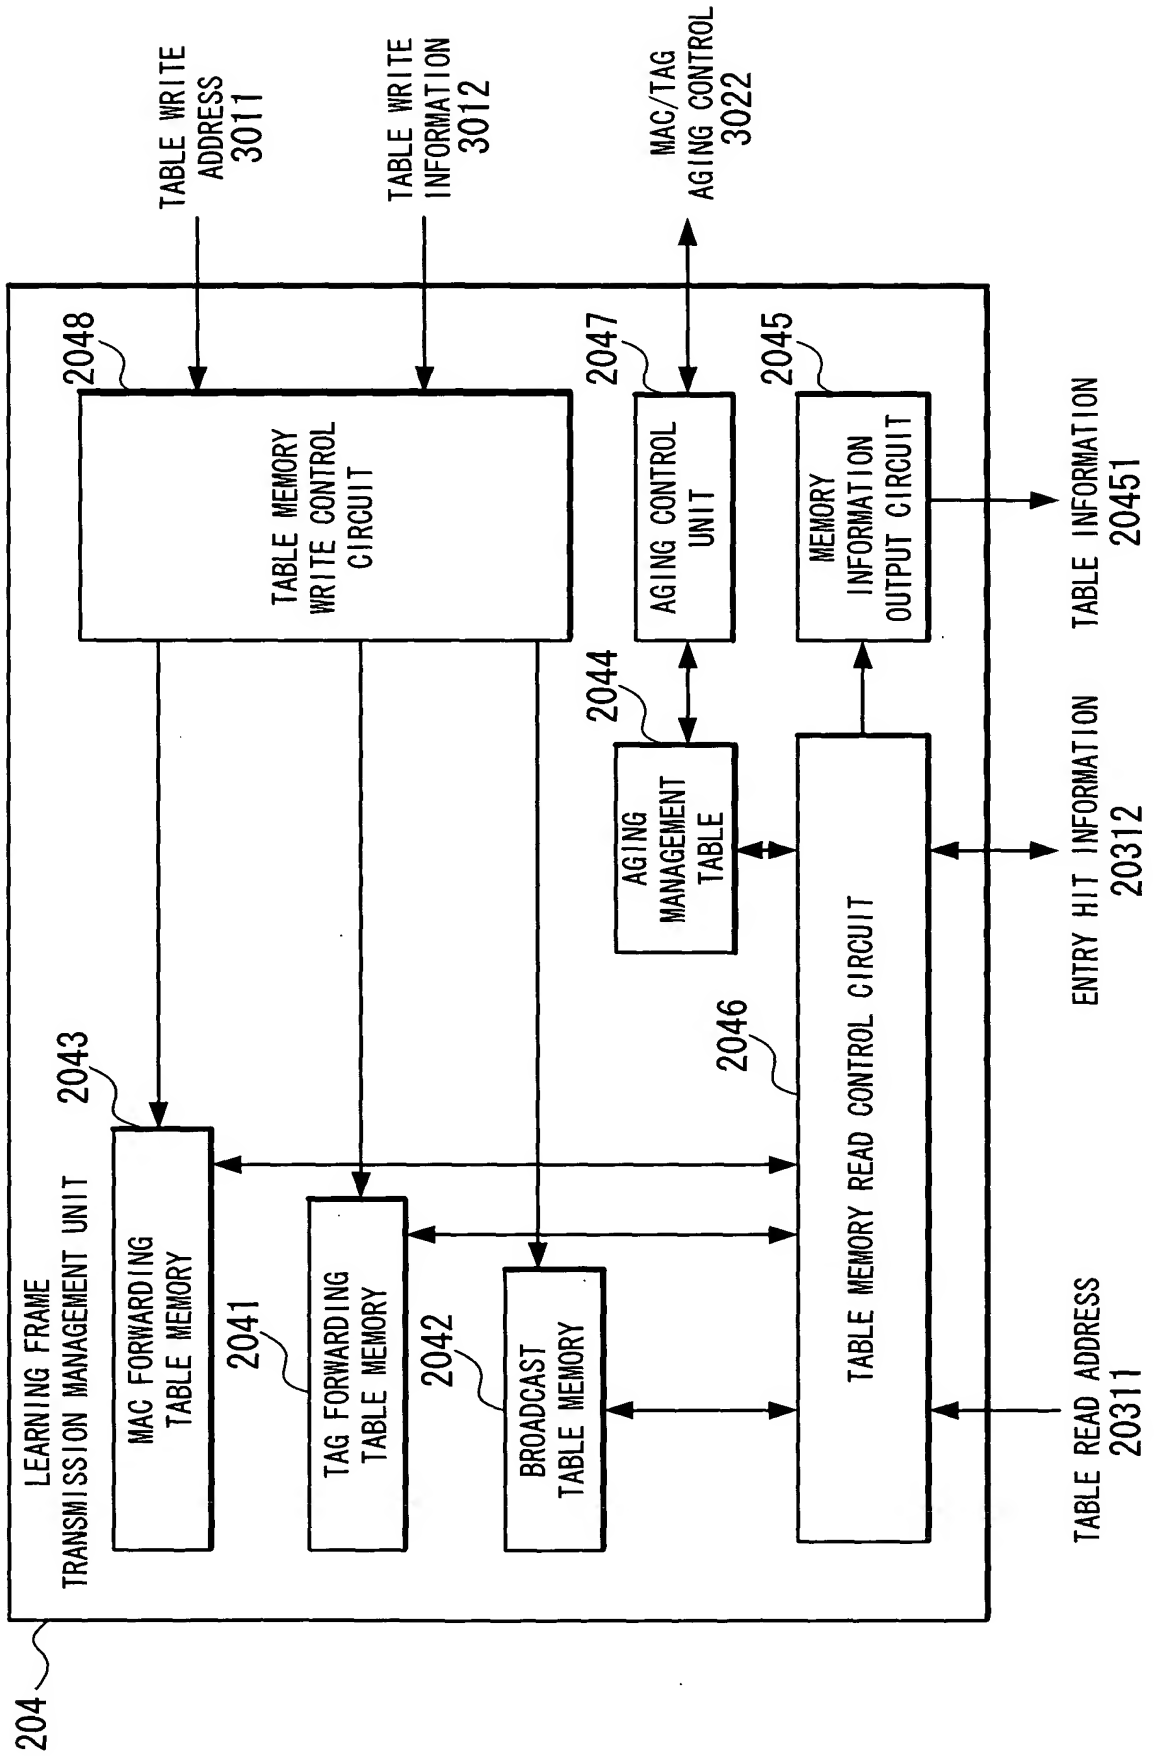 204
LEARNING FRAME
TRANSMISSION MANAGEMENT UNIT
MAC FORWARDING
TABLE MEMORY
2043
TABLE MEMORY
WRITE CONTROL
CIRCUIT
2048
TABLE WRITE
ADDRESS
3011
TAG FORWARDING
TABLE MEMORY
2041
TABLE WRITE
INFORMATION
3012
BROADCAST
TABLE MEMORY
2042
AGING
MANAGEMENT
TABLE
2044
AGING CONTROL
UNIT
2047
MAC/TAG
AGING CONTROL
3022
TABLE MEMORY READ CONTROL CIRCUIT
2046
MEMORY
INFORMATION
OUTPUT CIRCUIT
2045
TABLE READ ADDRESS
20311
ENTRY HIT INFORMATION
20312
TABLE INFORMATION
20451